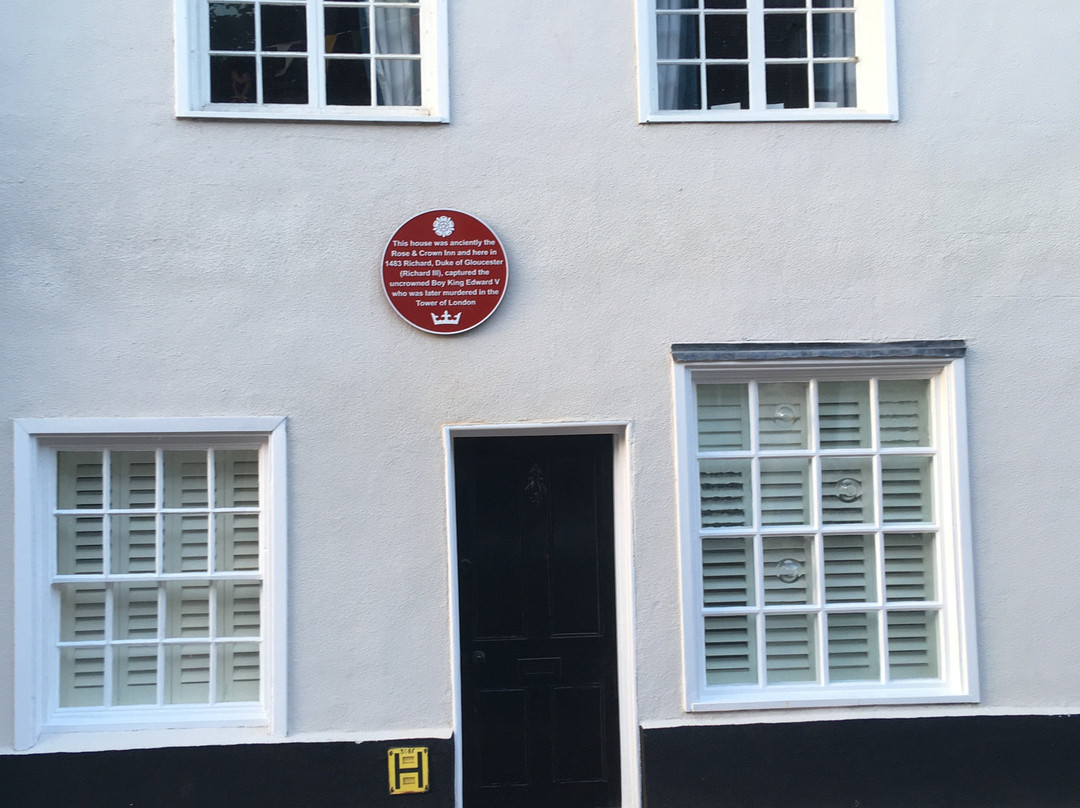 This house was anciently the
Rose & Crown Inn and here in
1483 Richard, Duke of Gloucester
(Richard III), captured the
uncrowned Boy King Edward V
who was later murdered in the
Tower of London
H